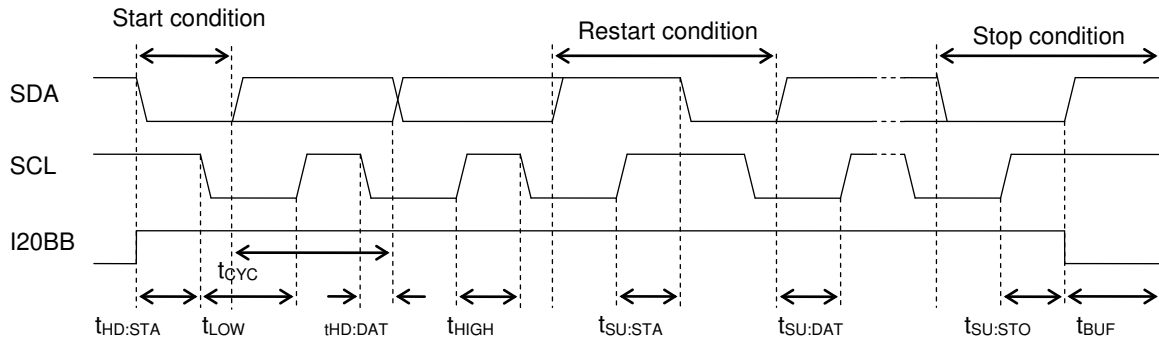 Start condition
Restart condition
Stop condition
SDA
SCL
I20BB
tCYC
tHD:STA
tLOW
tHD:DAT
tHIGH
tSU:STA
tSU:DAT
tSU:STO
tBUF